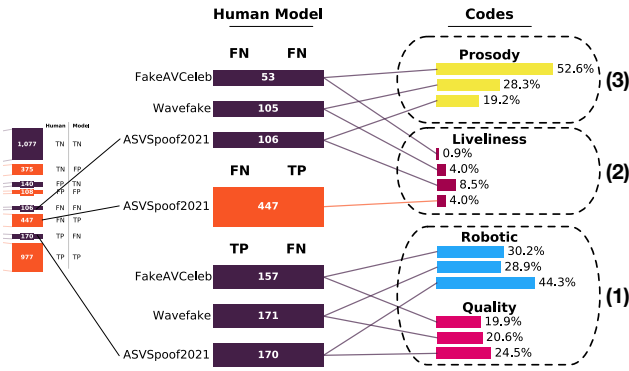 Human Model Codes
FN FN
Prosody
FakeAVCeleb 53 52.6%
28.3%
Wavefake 105 19.2%
(3)
ASVSpoof2021 106
Liveliness
0.9%
4.0%
8.5%
4.0%
(2)
FN TP
ASVSpoof2021 447
TP FN
Robotic
FakeAVCeleb 157 30.2%
28.9%
44.3%
(1)
Wavefake 171
Quality
19.9%
20.6%
24.5%
ASVSpoof2021 170
Human Model
1,077 TN TN
375 TN FP
140 FP TN
108 FP FP
106 FN FN
447 FN TP
170 TP FN
977 TP TP